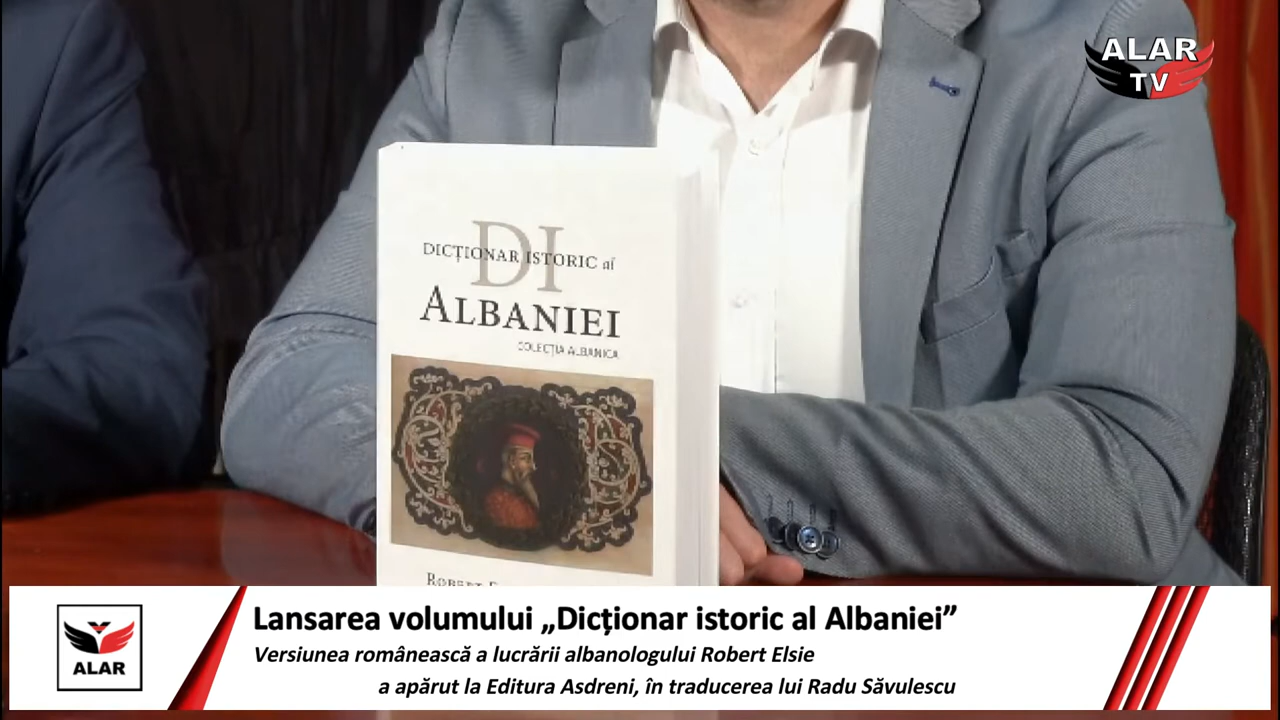 ALAR
TV
DI
DICȚIONAR ISTORIC al
ALBANIEI
COLECȚIA ALBANICA
ROBERT
Lansarea volumului „Dicționar istoric al Albaniei”
Versiunea românească a lucrării albanologului Robert Elsie
a apărut la Editura Asdreni, în traducerea lui Radu Săvulescu
ALAR